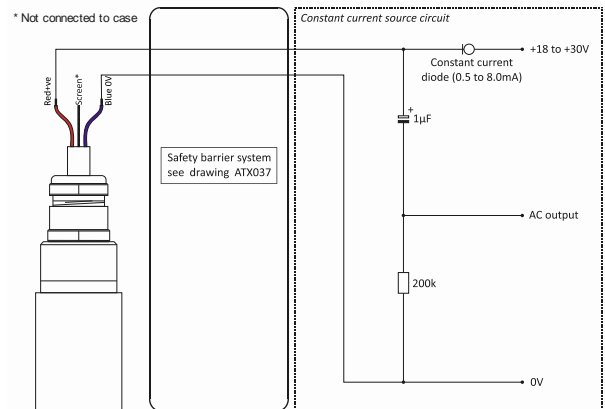 * Not connected to case
Constant current source circuit
+18 to +30V
Constant current
diode (0.5 to 8.0mA)
Red+ve
Screen*
Blue 0V
+
1µF
Safety barrier system
see drawing ATX037
AC output
200k
0V